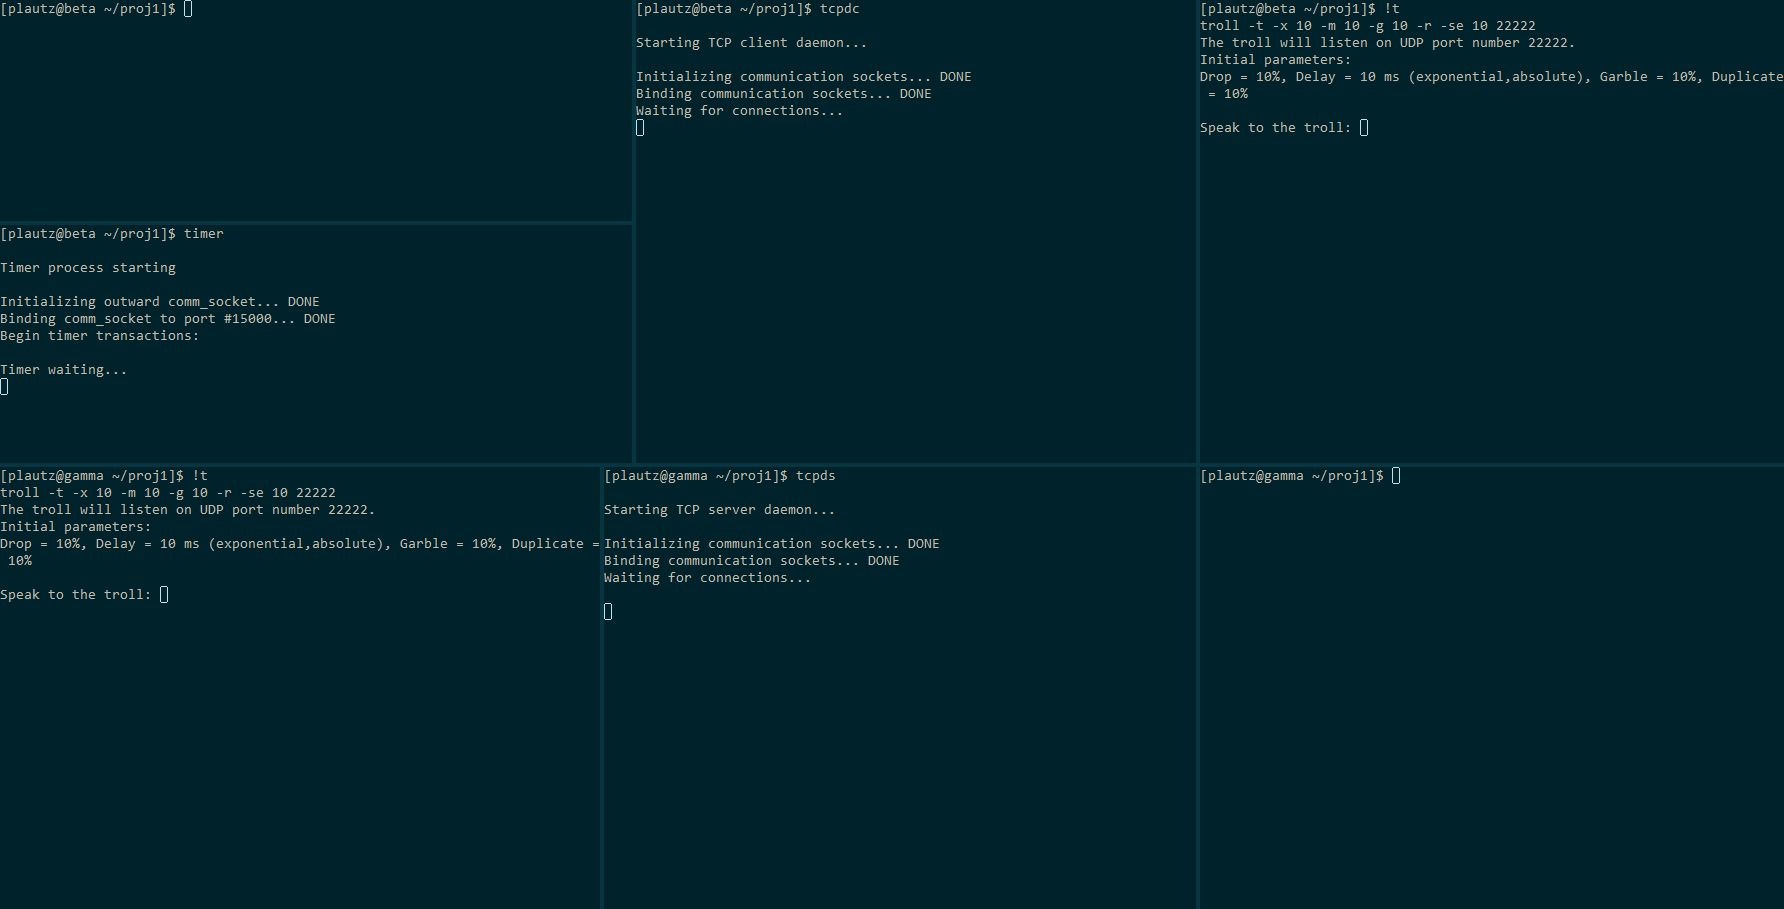 [plautz@beta ~/proj1]$
[plautz@beta ~/proj1]$ timer

Timer process starting

Initializing outward comm_socket... DONE
Binding comm_socket to port #15000... DONE
Begin timer transactions:

Timer waiting...
[plautz@beta ~/proj1]$ tcpdc

Starting TCP client daemon...

Initializing communication sockets... DONE
Binding communication sockets... DONE
Waiting for connections...
[plautz@beta ~/proj1]$ !t
troll -t -x 10 -m 10 -g 10 -r -se 10 22222
The troll will listen on UDP port number 22222.
Initial parameters:
Drop = 10%, Delay = 10 ms (exponential,absolute), Garble = 10%, Duplicate
 = 10%

Speak to the troll:
[plautz@gamma ~/proj1]$ !t
troll -t -x 10 -m 10 -g 10 -r -se 10 22222
The troll will listen on UDP port number 22222.
Initial parameters:
Drop = 10%, Delay = 10 ms (exponential,absolute), Garble = 10%, Duplicate =
 10%

Speak to the troll:
[plautz@gamma ~/proj1]$ tcpds

Starting TCP server daemon...

Initializing communication sockets... DONE
Binding communication sockets... DONE
Waiting for connections...
[plautz@gamma ~/proj1]$